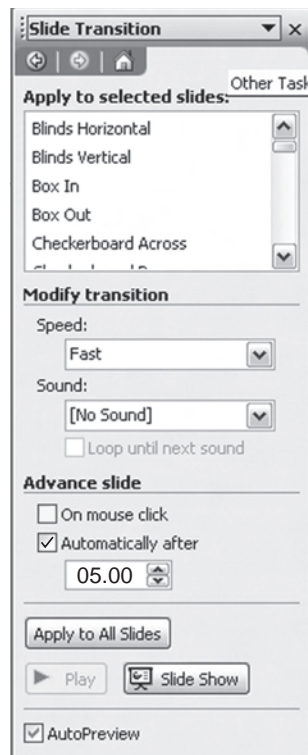 Slide Transition
Other Task
Apply to selected slides:
Blinds Horizontal
Blinds Vertical
Box In
Box Out
Checkerboard Across
Modify transition
Speed:
Fast
Sound:
[No Sound]
Loop until next sound
Advance slide
On mouse click
Automatically after
05.00
Apply to All Slides
Play
Slide Show
AutoPreview